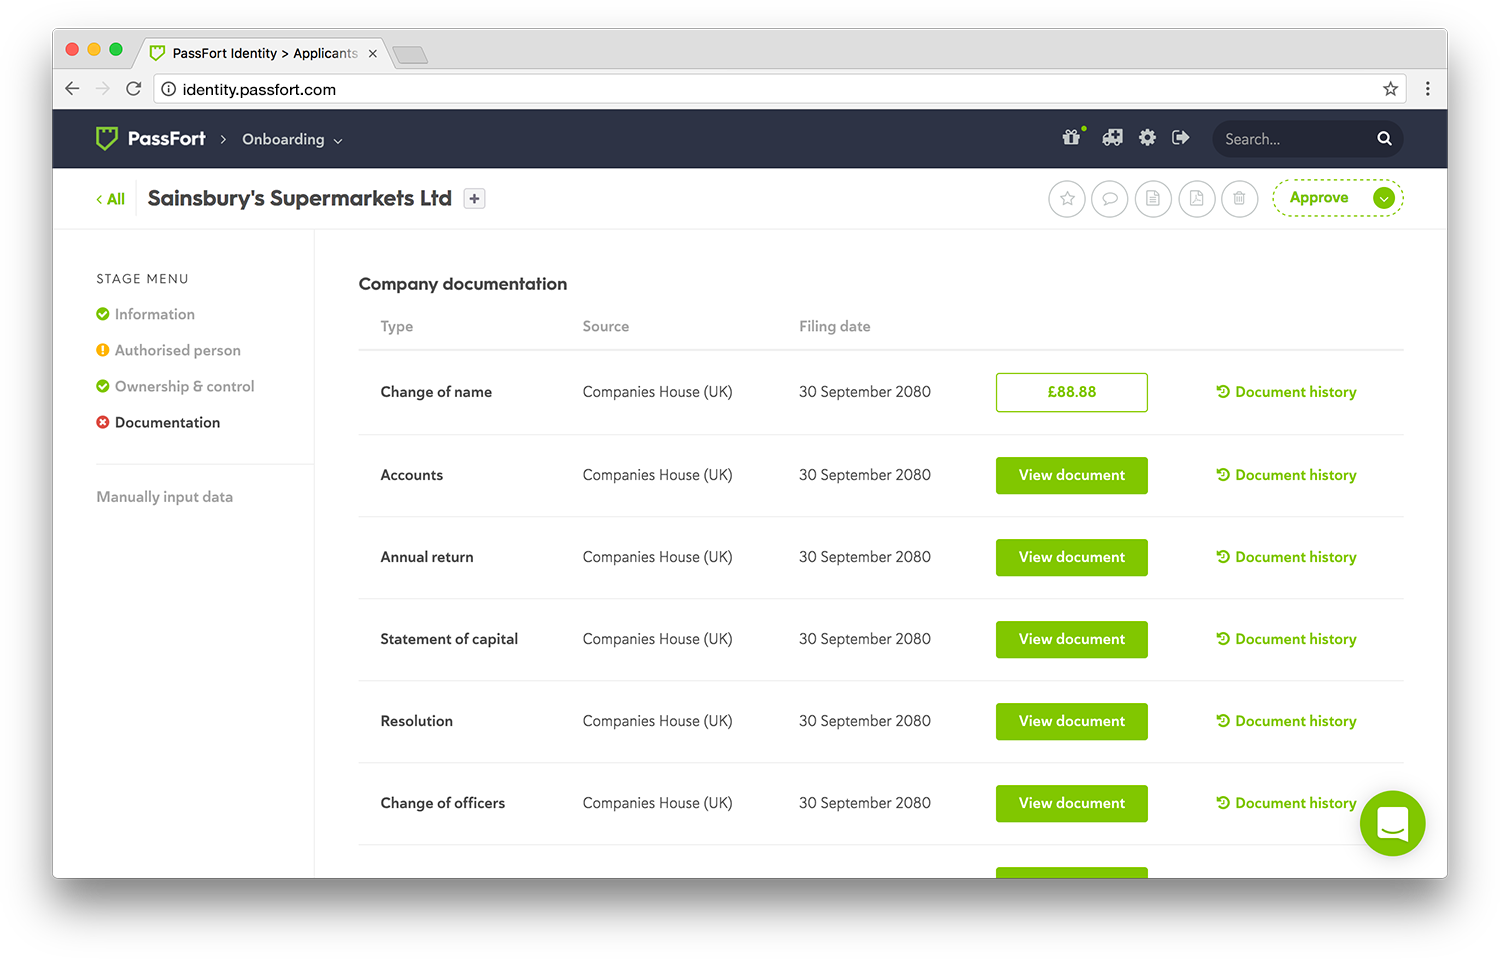 PassFort Identity > Applicants
identity.passfort.com
PassFort > Onboarding
Search...
All
Sainsbury's Supermarkets Ltd
Approve
STAGE MENU
Information
Authorised person
Ownership & control
Documentation
Manually input data
Company documentation
Type Source Filing date
Change of name Companies House (UK) 30 September 2080 £88.88 Document history
Accounts Companies House (UK) 30 September 2080 View document Document history
Annual return Companies House (UK) 30 September 2080 View document Document history
Statement of capital Companies House (UK) 30 September 2080 View document Document history
Resolution Companies House (UK) 30 September 2080 View document Document history
Change of officers Companies House (UK) 30 September 2080 View document Document history